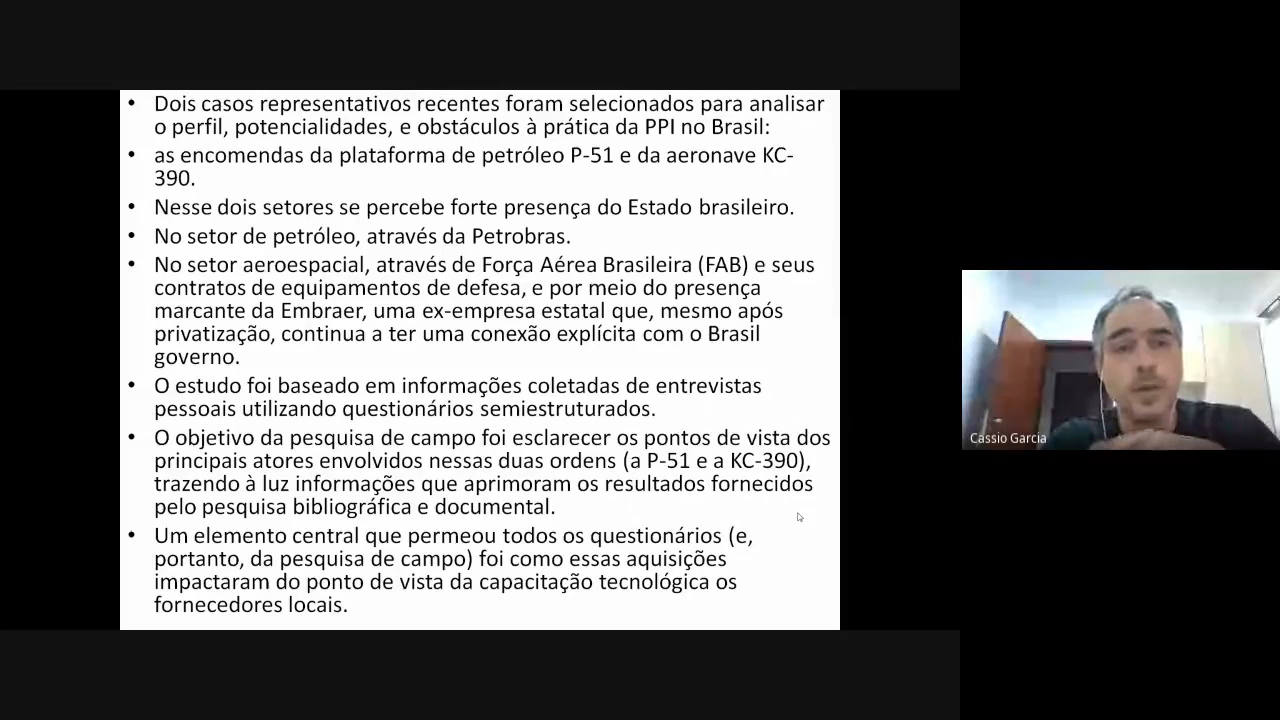 • Dois casos representativos recentes foram selecionados para analisar
o perfil, potencialidades, e obstáculos à prática da PPI no Brasil:
• as encomendas da plataforma de petróleo P-51 e da aeronave KC-
390.
• Nesse dois setores se percebe forte presença do Estado brasileiro.
• No setor de petróleo, através da Petrobras.
• No setor aeroespacial, através de Força Aérea Brasileira (FAB) e seus
contratos de equipamentos de defesa, e por meio do presença
marcante da Embraer, uma ex-empresa estatal que, mesmo após
privatização, continua a ter uma conexão explícita com o Brasil
governo.
• O estudo foi baseado em informações coletadas de entrevistas
pessoais utilizando questionários semiestruturados.
• O objetivo da pesquisa de campo foi esclarecer os pontos de vista dos
principais atores envolvidos nessas duas ordens (a P-51 e a KC-390),
trazendo à luz informações que aprimoram os resultados fornecidos
pelo pesquisa bibliográfica e documental.
• Um elemento central que permeou todos os questionários (e,
portanto, da pesquisa de campo) foi como essas aquisições
impactaram do ponto de vista da capacitação tecnológica os
fornecedores locais.
Cassio Garcia